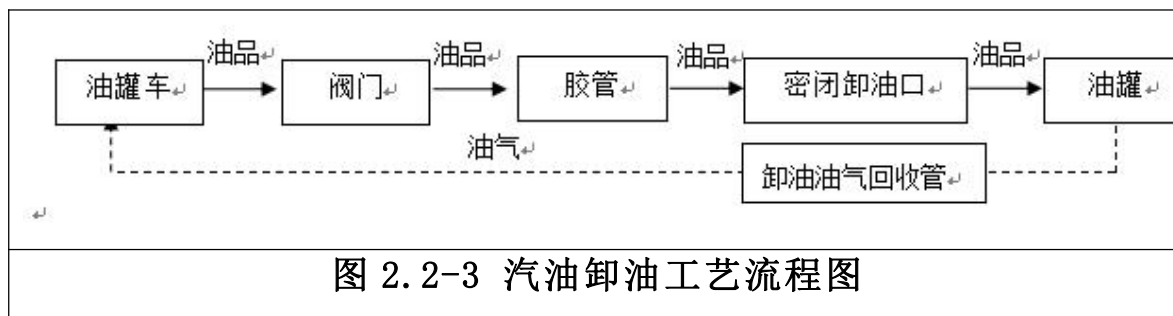 油品 油品 油品 油品
油罐车 阀门 胶管 密闭卸油口 油罐
油气
卸油油气回收管
图 2.2-3 汽油卸油工艺流程图